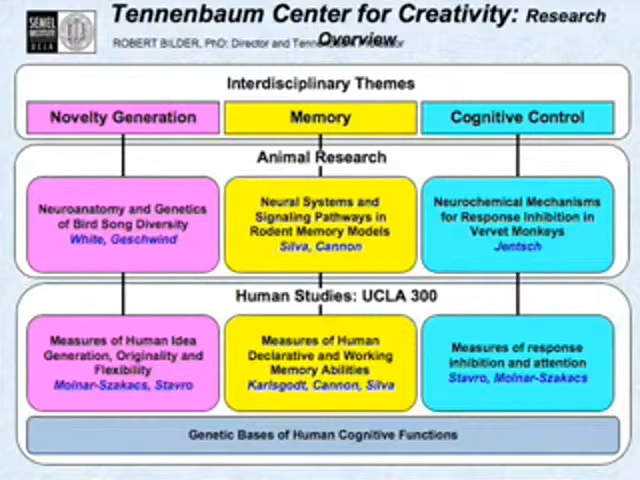 Tennenbaum Center for Creativity: Research
Overview
SEMEL
INSTITUTE
UCLA
ROBERT BILDER, PhD: Director and
Interdisciplinary Themes
Novelty Generation
Memory
Cognitive Control
Animal Research
Neuroanatomy and Genetics
of Bird Song Diversity
White, Geschwind
Neural Systems and
Signaling Pathways in
Rodent Memory Models
Silva, Cannon
Neurochemical Mechanisms
for Response Inhibition in
Vervet Monkeys
Jentsch
Human Studies: UCLA 300
Measures of Human Idea
Generation, Originality and
Flexibility
Molnar-Szakacs, Stavro
Measures of Human
Declarative and Working
Memory Abilities
Karlsgodt, Cannon, Silva
Measures of response
inhibition and attention
Stavro, Molnar-Szakacs
Genetic Bases of Human Cognitive Functions